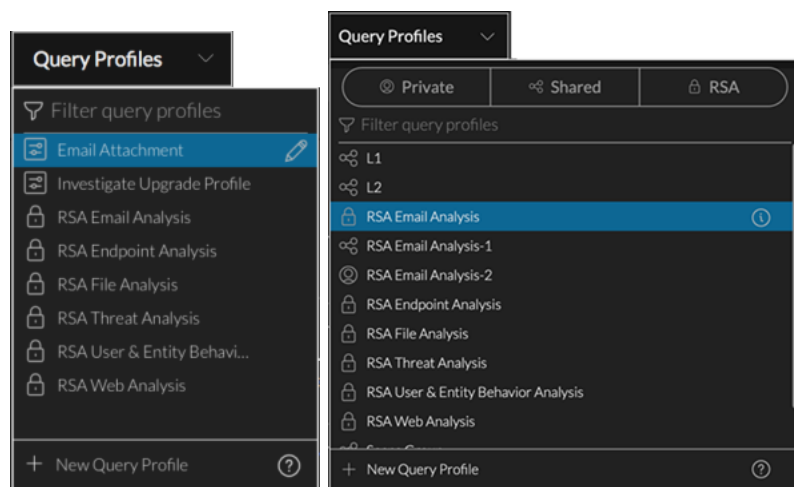 Query Profiles
Filter query profiles
Email Attachment
Investigate Upgrade Profile
RSA Email Analysis
RSA Endpoint Analysis
RSA File Analysis
RSA Threat Analysis
RSA User & Entity Behavi...
RSA Web Analysis
+ New Query Profile ?
Query Profiles
Private Shared RSA
Filter query profiles
L1
L2
RSA Email Analysis
RSA Email Analysis-1
RSA Email Analysis-2
RSA Endpoint Analysis
RSA File Analysis
RSA Threat Analysis
RSA User & Entity Behavior Analysis
RSA Web Analysis
+ New Query Profile ?